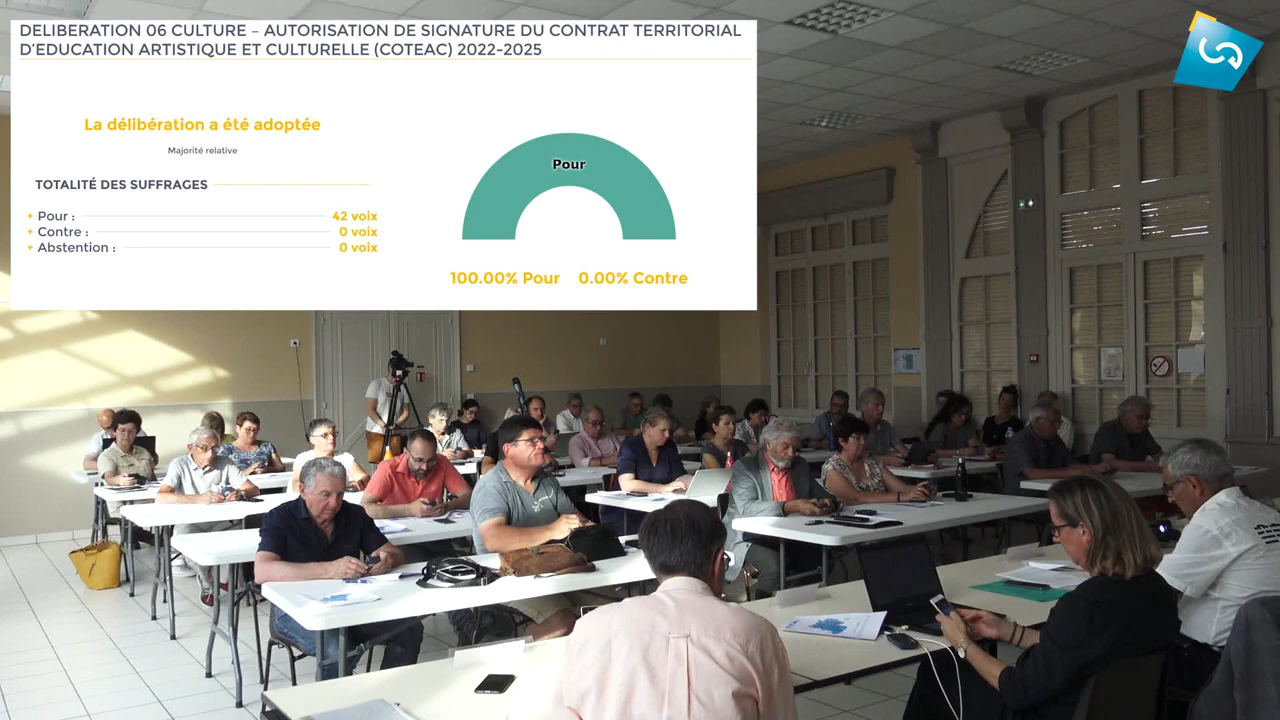 DELIBERATION 06 CULTURE – AUTORISATION DE SIGNATURE DU CONTRAT TERRITORIAL
D'EDUCATION ARTISTIQUE ET CULTURELLE (COTEAC) 2022-2025
La délibération a été adoptée
Majorité relative
TOTALITÉ DES SUFFRAGES
+ Pour : 42 voix
+ Contre : 0 voix
+ Abstention : 0 voix
Pour
100.00% Pour 0.00% Contre